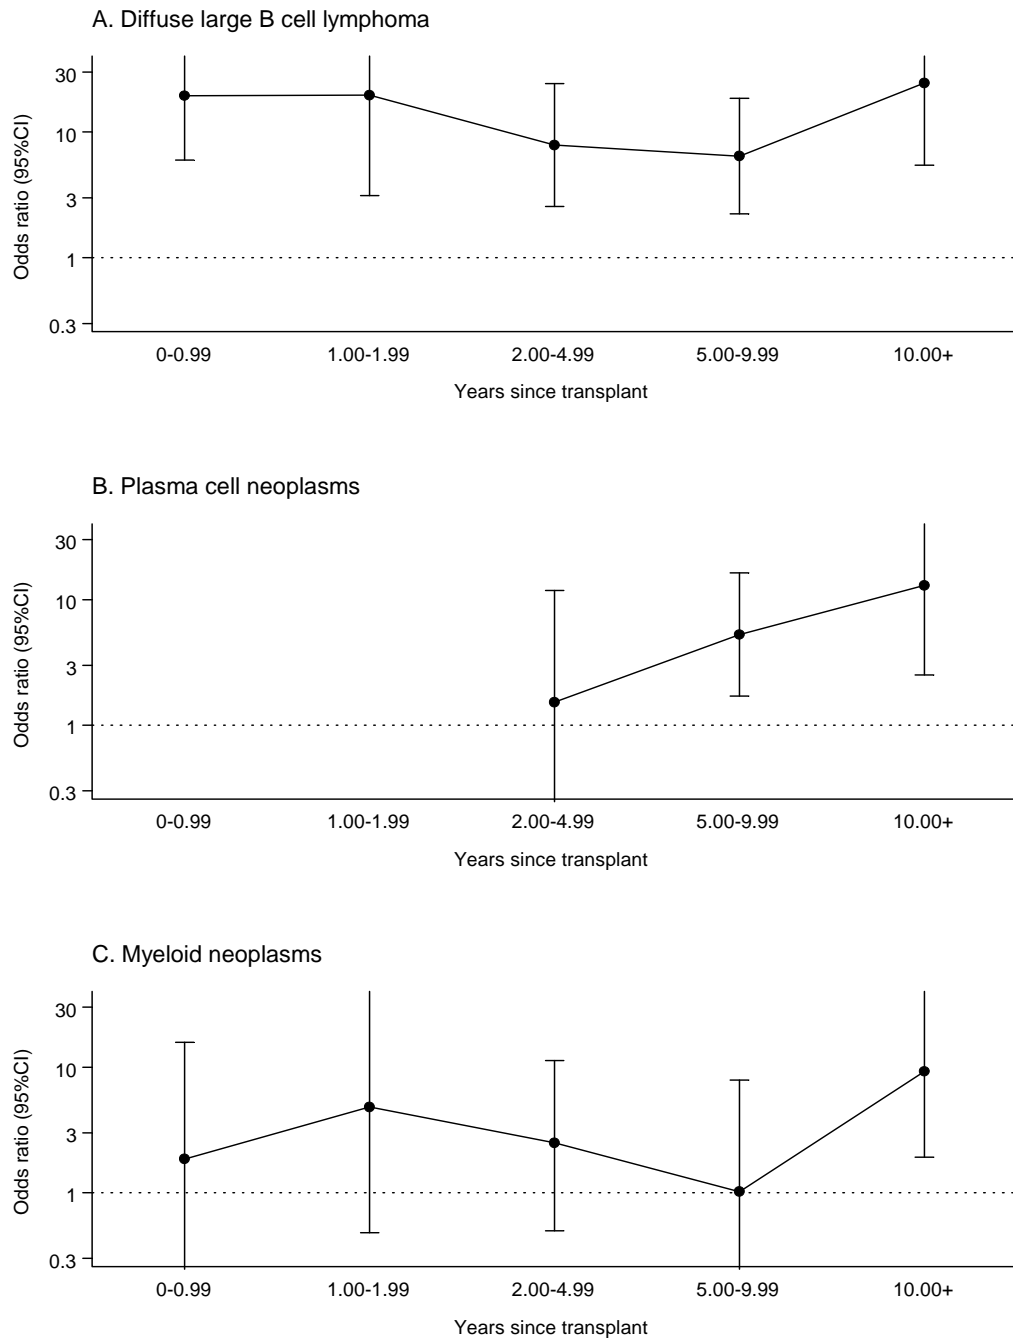 A. Diffuse large B cell lymphoma
30
10
3
1
0.3
Odds ratio (95%CI)
0-0.99 1.00-1.99 2.00-4.99 5.00-9.99 10.00+
Years since transplant
B. Plasma cell neoplasms
30
10
3
1
0.3
Odds ratio (95%CI)
0-0.99 1.00-1.99 2.00-4.99 5.00-9.99 10.00+
Years since transplant
C. Myeloid neoplasms
30
10
3
1
0.3
Odds ratio (95%CI)
0-0.99 1.00-1.99 2.00-4.99 5.00-9.99 10.00+
Years since transplant